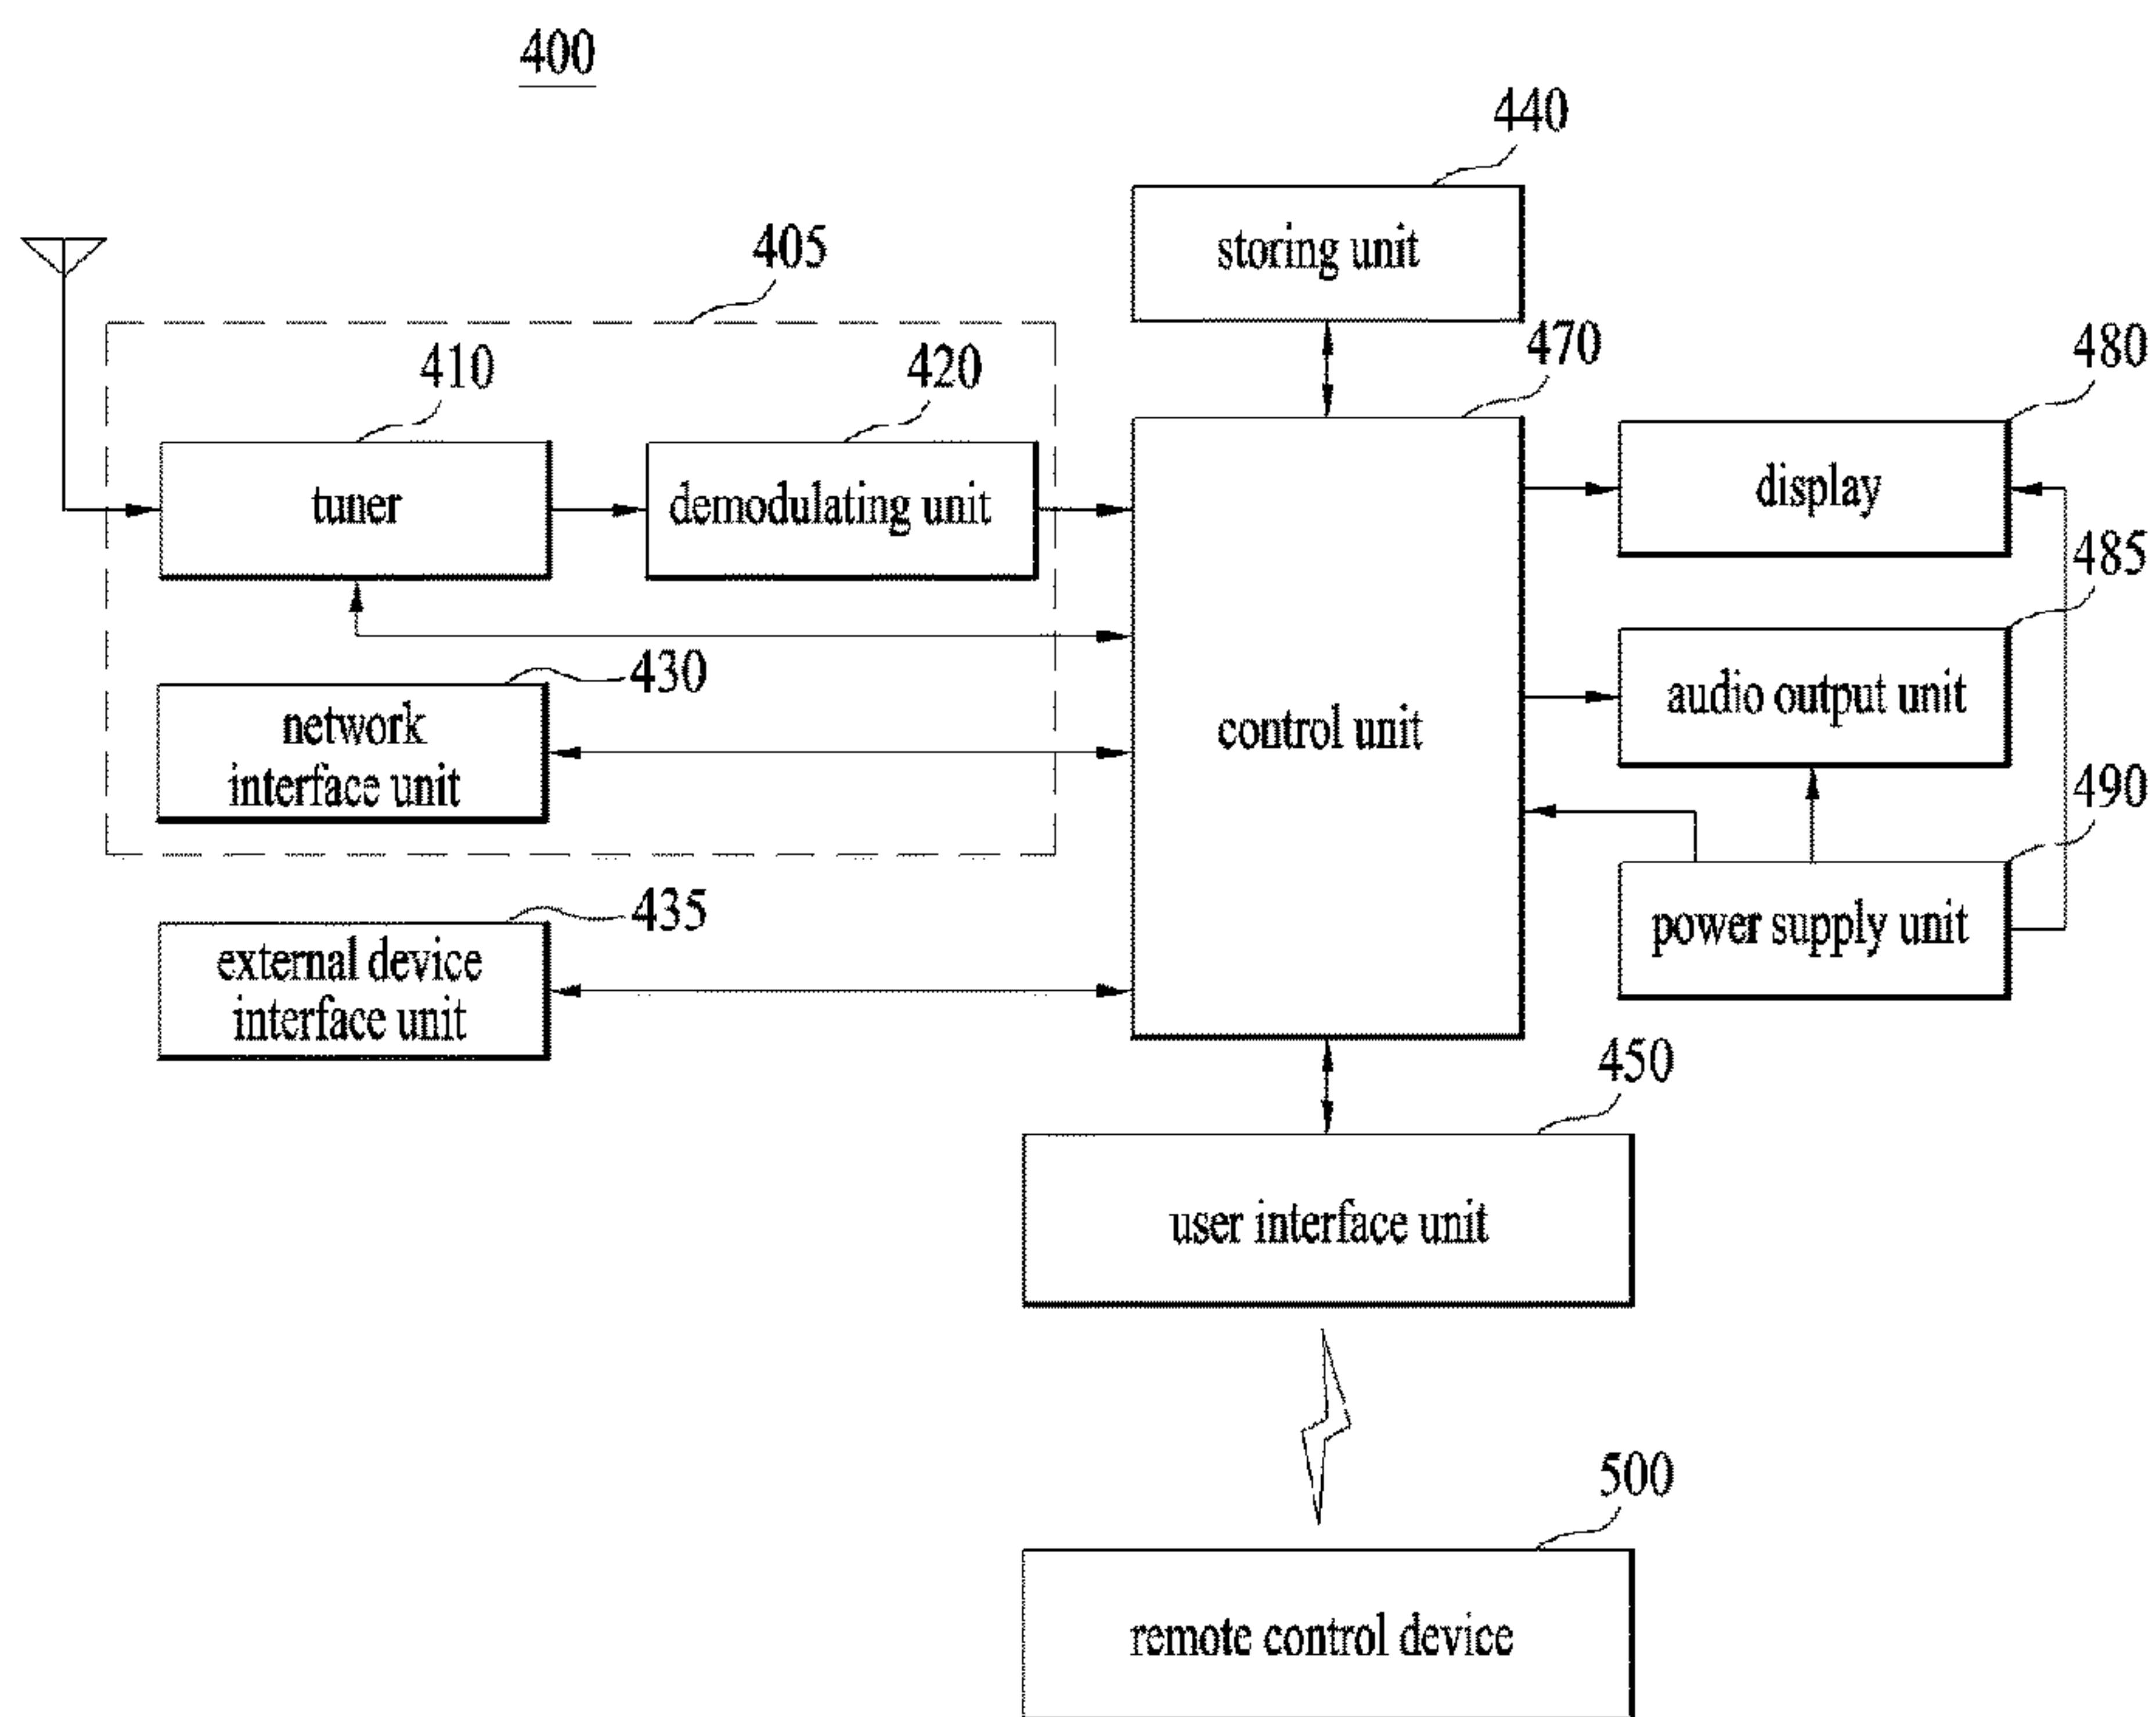 400
440
storing unit
405
470
480
410
420
tuner
demodulating unit
display
485
430
network
interface unit
control unit
audio output unit
490
435
external device
interface unit
power supply unit
450
user interface unit
500
remote control device